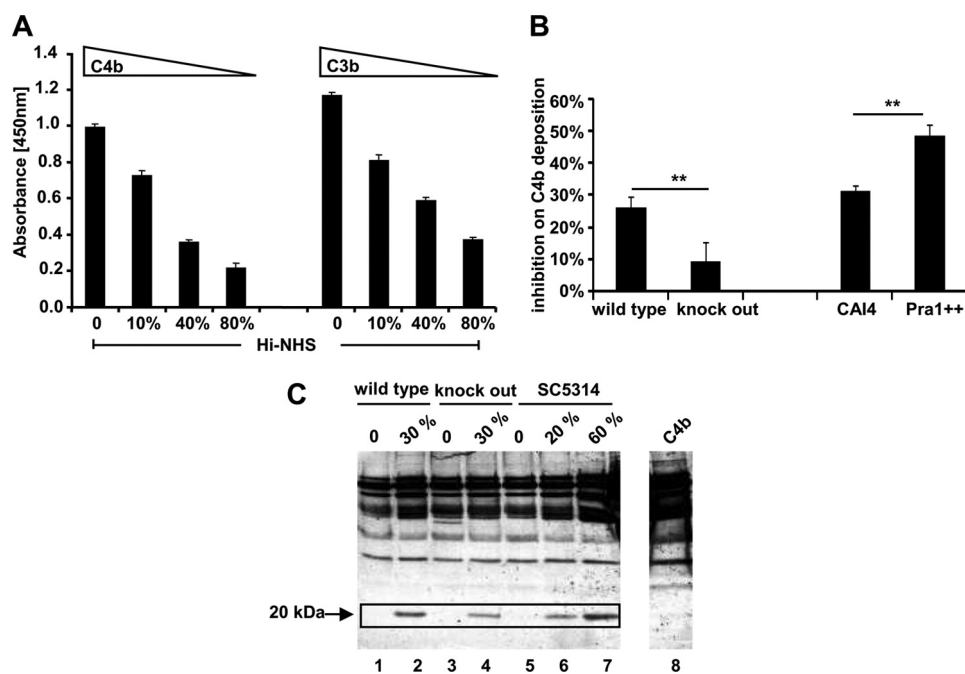 A
1.4
1.2
1.0
0.8
0.6
0.4
0.2
0.0
Absorbance [450nm]
C4b
C3b
0 10% 40% 80% 0 10% 40% 80%
Hi-NHS
B
60%
50%
40%
30%
20%
10%
0%
inhibition on C4b deposition
**
**
wild type knock out CAI4 Pra1++
C
wild type knock out SC5314
0 30 % 0 30 % 0 20 % 60 % C4b
20 kDa
1 2 3 4 5 6 7 8